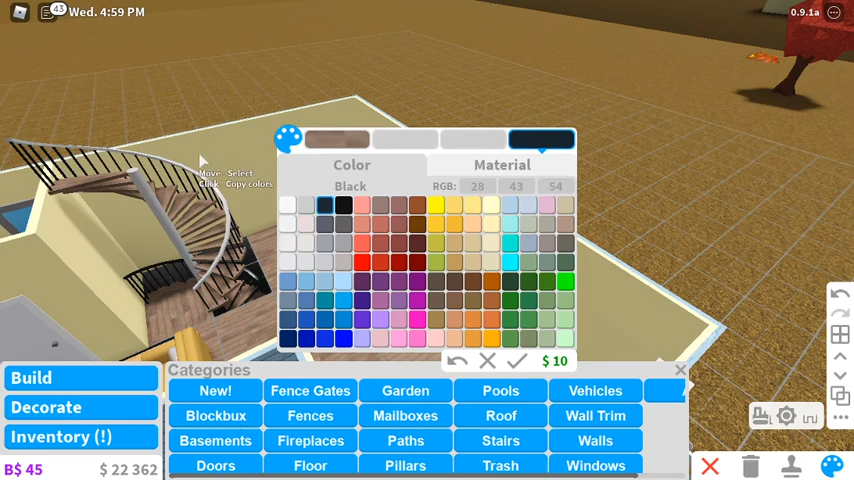 43 Wed. 4:59 PM
0.9.1a
Move Select
Click Copy colors
Color Material
Black RGB: 28 43 54
$ 10
Build
Decorate
Inventory (!)
B$ 45 $ 22 362
Categories
New! Fence Gates Garden Pools Vehicles
Blockbux Fences Mailboxes Roof Wall Trim
Basements Fireplaces Paths Stairs Walls
Doors Floor Pillars Trash Windows